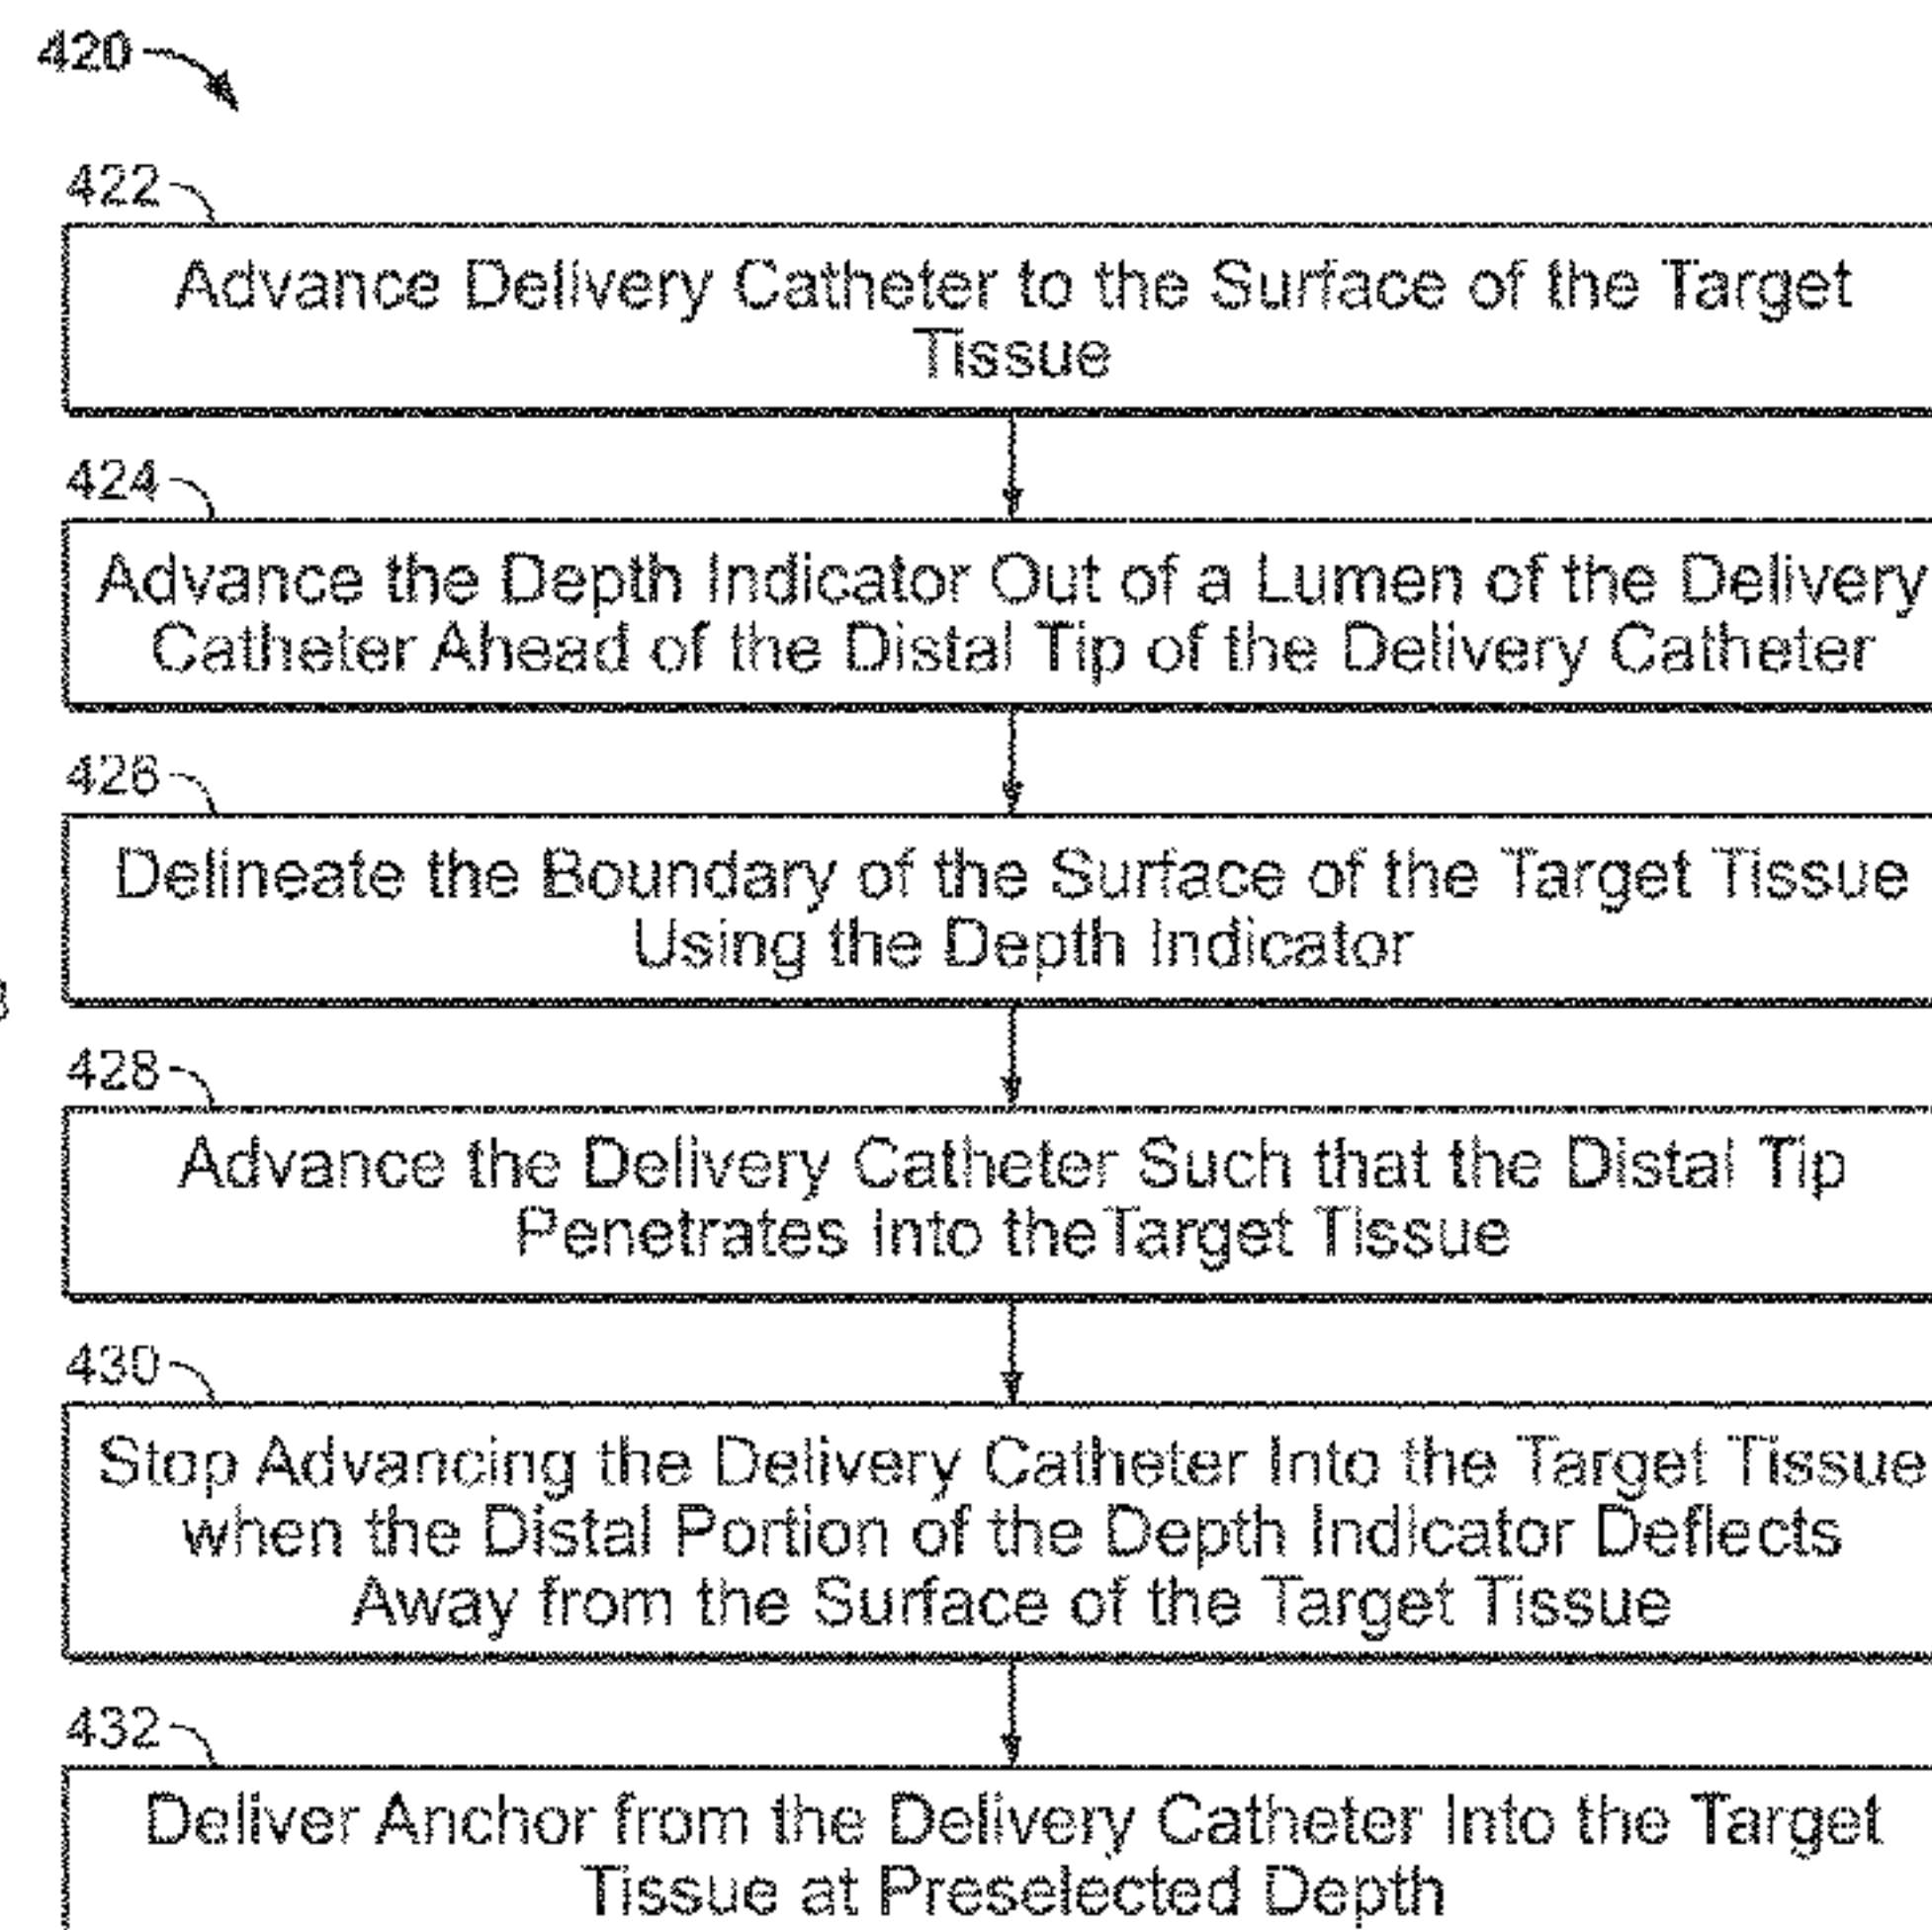 420
422
Advance Delivery Catheter to the Surface of the Target
Tissue
424
Advance the Depth Indicator Out of a Lumen of the Delivery
Catheter Ahead of the Distal Tip of the Delivery Catheter
426
Delineate the Boundary of the Surface of the Target Tissue
Using the Depth Indicator
428
Advance the Delivery Catheter Such that the Distal Tip
Penetrates into theTarget Tissue
430
Stop Advancing the Delivery Catheter Into the Target Tissue
when the Distal Portion of the Depth Indicator Deflects
Away from the Surface of the Target Tissue
432
Deliver Anchor from the Delivery Catheter Into the Target
Tissue at Preselected Depth